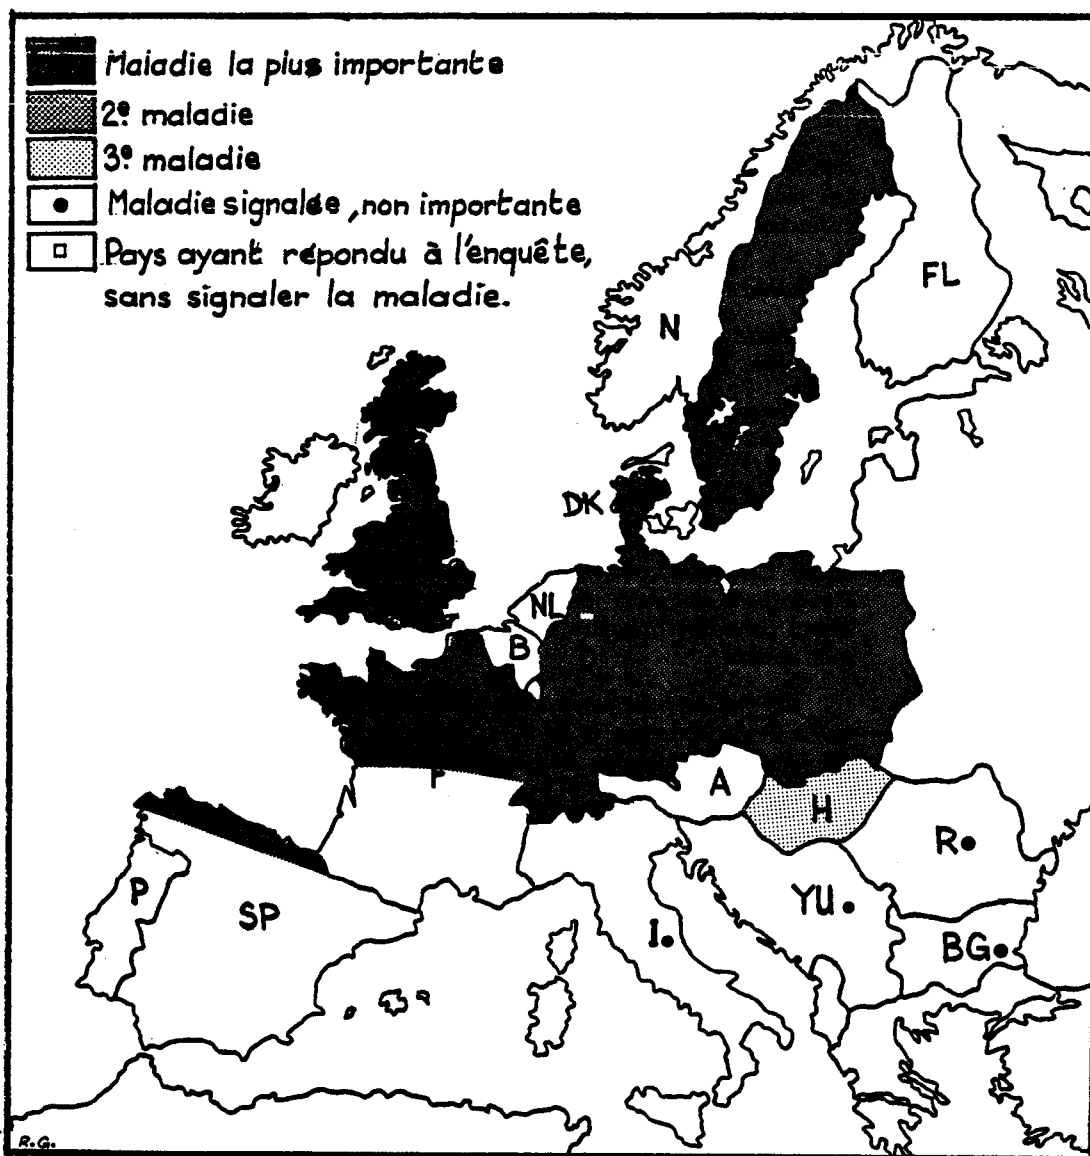 Maladie la plus importante
2e maladie
3e maladie
Maladie signalée, non importante
Pays ayant répondu à l'enquête,
sans signaler la maladie.
FL
N
DK
NL
B
F
A
H
R
P
SP
YU
I
BG
R.G.